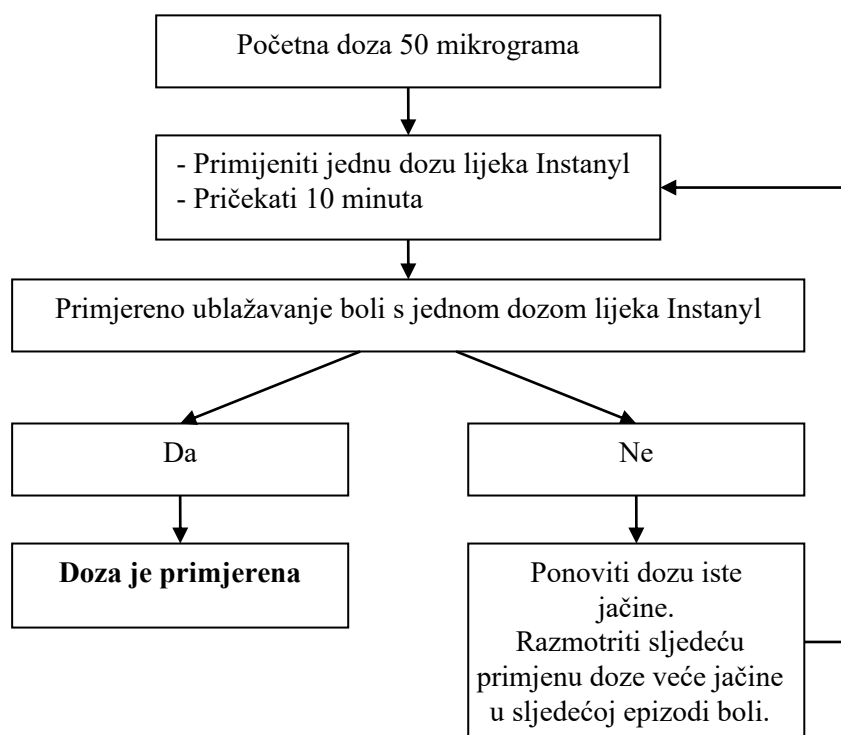 Početna doza 50 mikrograma
- Primijeniti jednu dozu lijeka Instanyl
- Pričekati 10 minuta
Primjereno ublažavanje boli s jednom dozom lijeka Instanyl
Da
Ne
Doza je primjerena
Ponoviti dozu iste
jačine.
Razmotriti sljedeću
primjenu doze veće jačine
u sljedećoj epizodi boli.